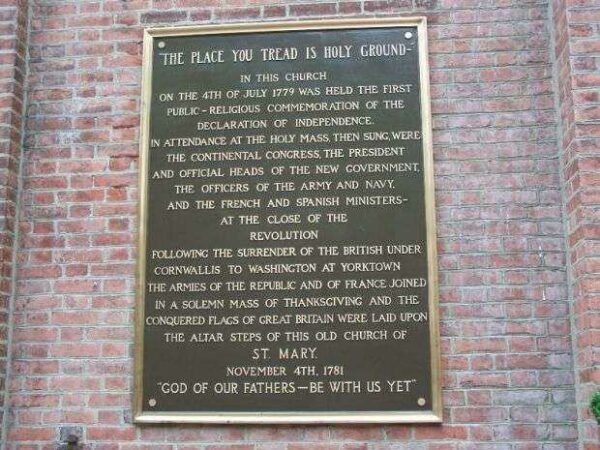 "THE PLACE YOU TREAD IS HOLY GROUND-
IN THIS CHURCH
ON THE 4TH OF JULY 1779 WAS HELD THE FIRST
PUBLIC-RELIGIOUS COMMEMORATION OF THE
DECLARATION OF INDEPENDENCE.
IN ATTENDANCE AT THE HOLY MASS, THEN SUNG, WERE
THE CONTINENTAL CONGRESS, THE PRESIDENT
AND OFFICIAL HEADS OF THE NEW GOVERNMENT,
THE OFFICERS OF THE ARMY AND NAVY,
AND THE FRENCH AND SPANISH MINISTERS-
AT THE CLOSE OF THE
REVOLUTION
FOLLOWING THE SURRENDER OF THE BRITISH UNDER
CORNWALLIS TO WASHINGTON AT YORKTOWN
THE ARMIES OF THE REPUBLIC AND OF FRANCE JOINED
IN A SOLEMN MASS OF THANKSGIVING AND THE
CONQUERED FLAGS OF GREAT BRITAIN WERE LAID UPON
THE ALTAR STEPS OF THIS OLD CHURCH OF
ST. MARY.
NOVEMBER 4TH, 1781
"GOD OF OUR FATHERS—BE WITH US YET"